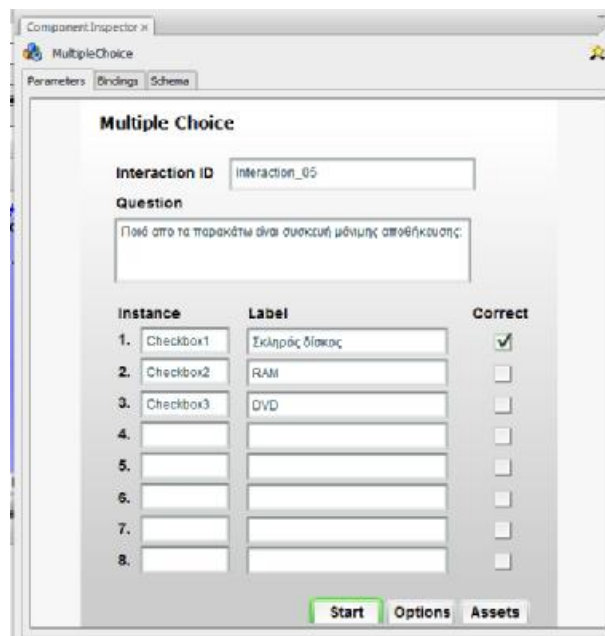 Component Inspector ×
MultipleChoice
Parameters Bindings Schema
Multiple Choice
Interaction ID Interaction_05
Question
Ποιά απο τα παρακάτω είναι συσκευή μόνιμης αποθήκευσης;
Instance Label Correct
1. Checkbox1 Σκληρός δίσκος
2. Checkbox2 RAM
3. Checkbox3 DVD
4.
5.
6.
7.
8.
Start Options Assets